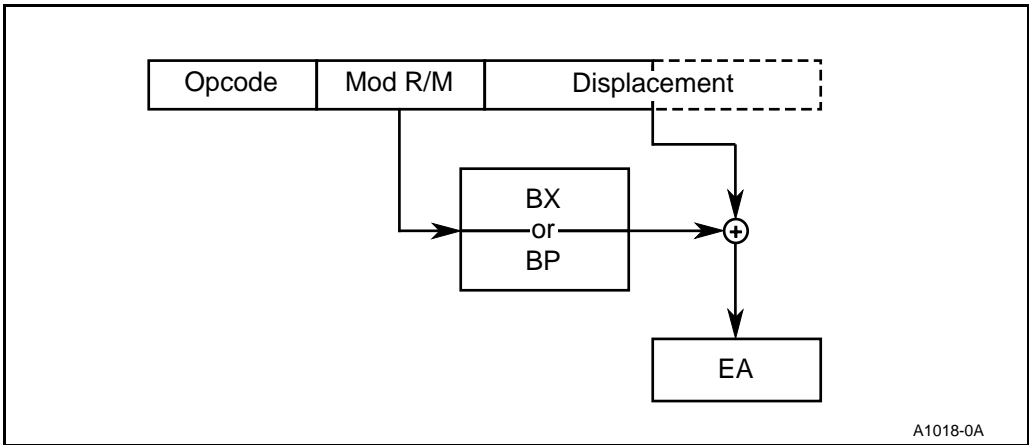 Opcode Mod R/M Displacement
BX
or
BP
+
EA
A1018-0A